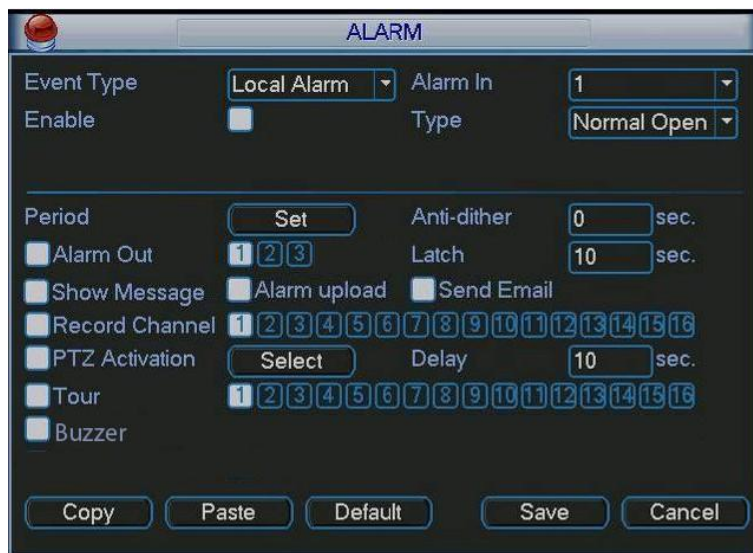 ALARM
Event Type Local Alarm Alarm In 1
Enable Type Normal Open
Period Set Anti-dither 0 sec.
Alarm Out 1 2 3 Latch 10 sec.
Show Message Alarm upload Send Email
Record Channel 1 2 3 4 5 6 7 8 9 10 11 12 13 14 15 16
PTZ Activation Select Delay 10 sec.
Tour 1 2 3 4 5 6 7 8 9 10 11 12 13 14 15 16
Buzzer
Copy Paste Default Save Cancel